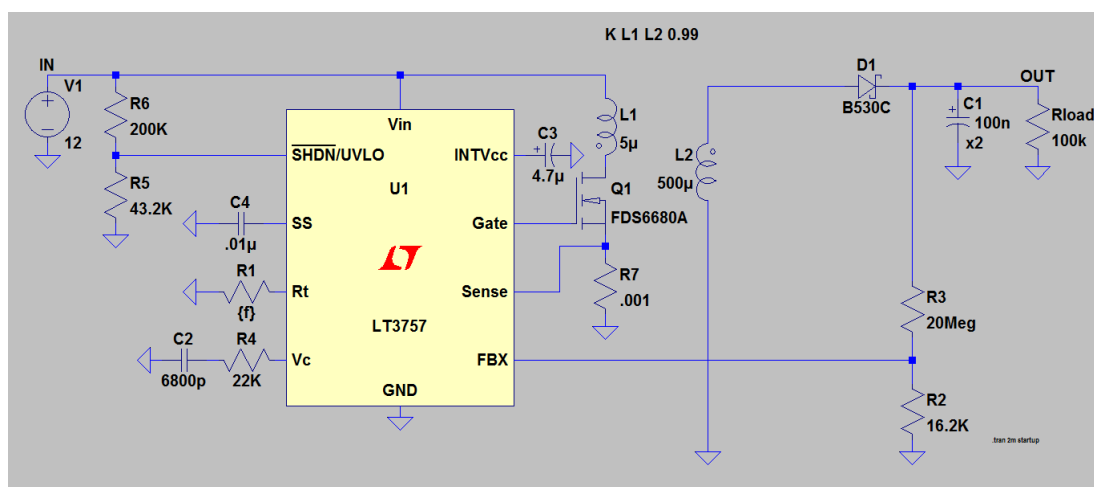 K L1 L2 0.99
IN
V1
12
R6
200K
R5
43.2K
C4
.01µ
R1
{f}
C2
6800p
R4
22K
Vin
SHDN/UVLO
INTVcc
U1
SS
Gate
Rt
Sense
LT3757
Vc
FBX
GND
C3
4.7µ
L1
5µ
Q1
FDS6680A
R7
.001
L2
500µ
D1
B530C
OUT
C1
100n
x2
Rload
100k
R3
20Meg
R2
16.2K
.tran 2m startup